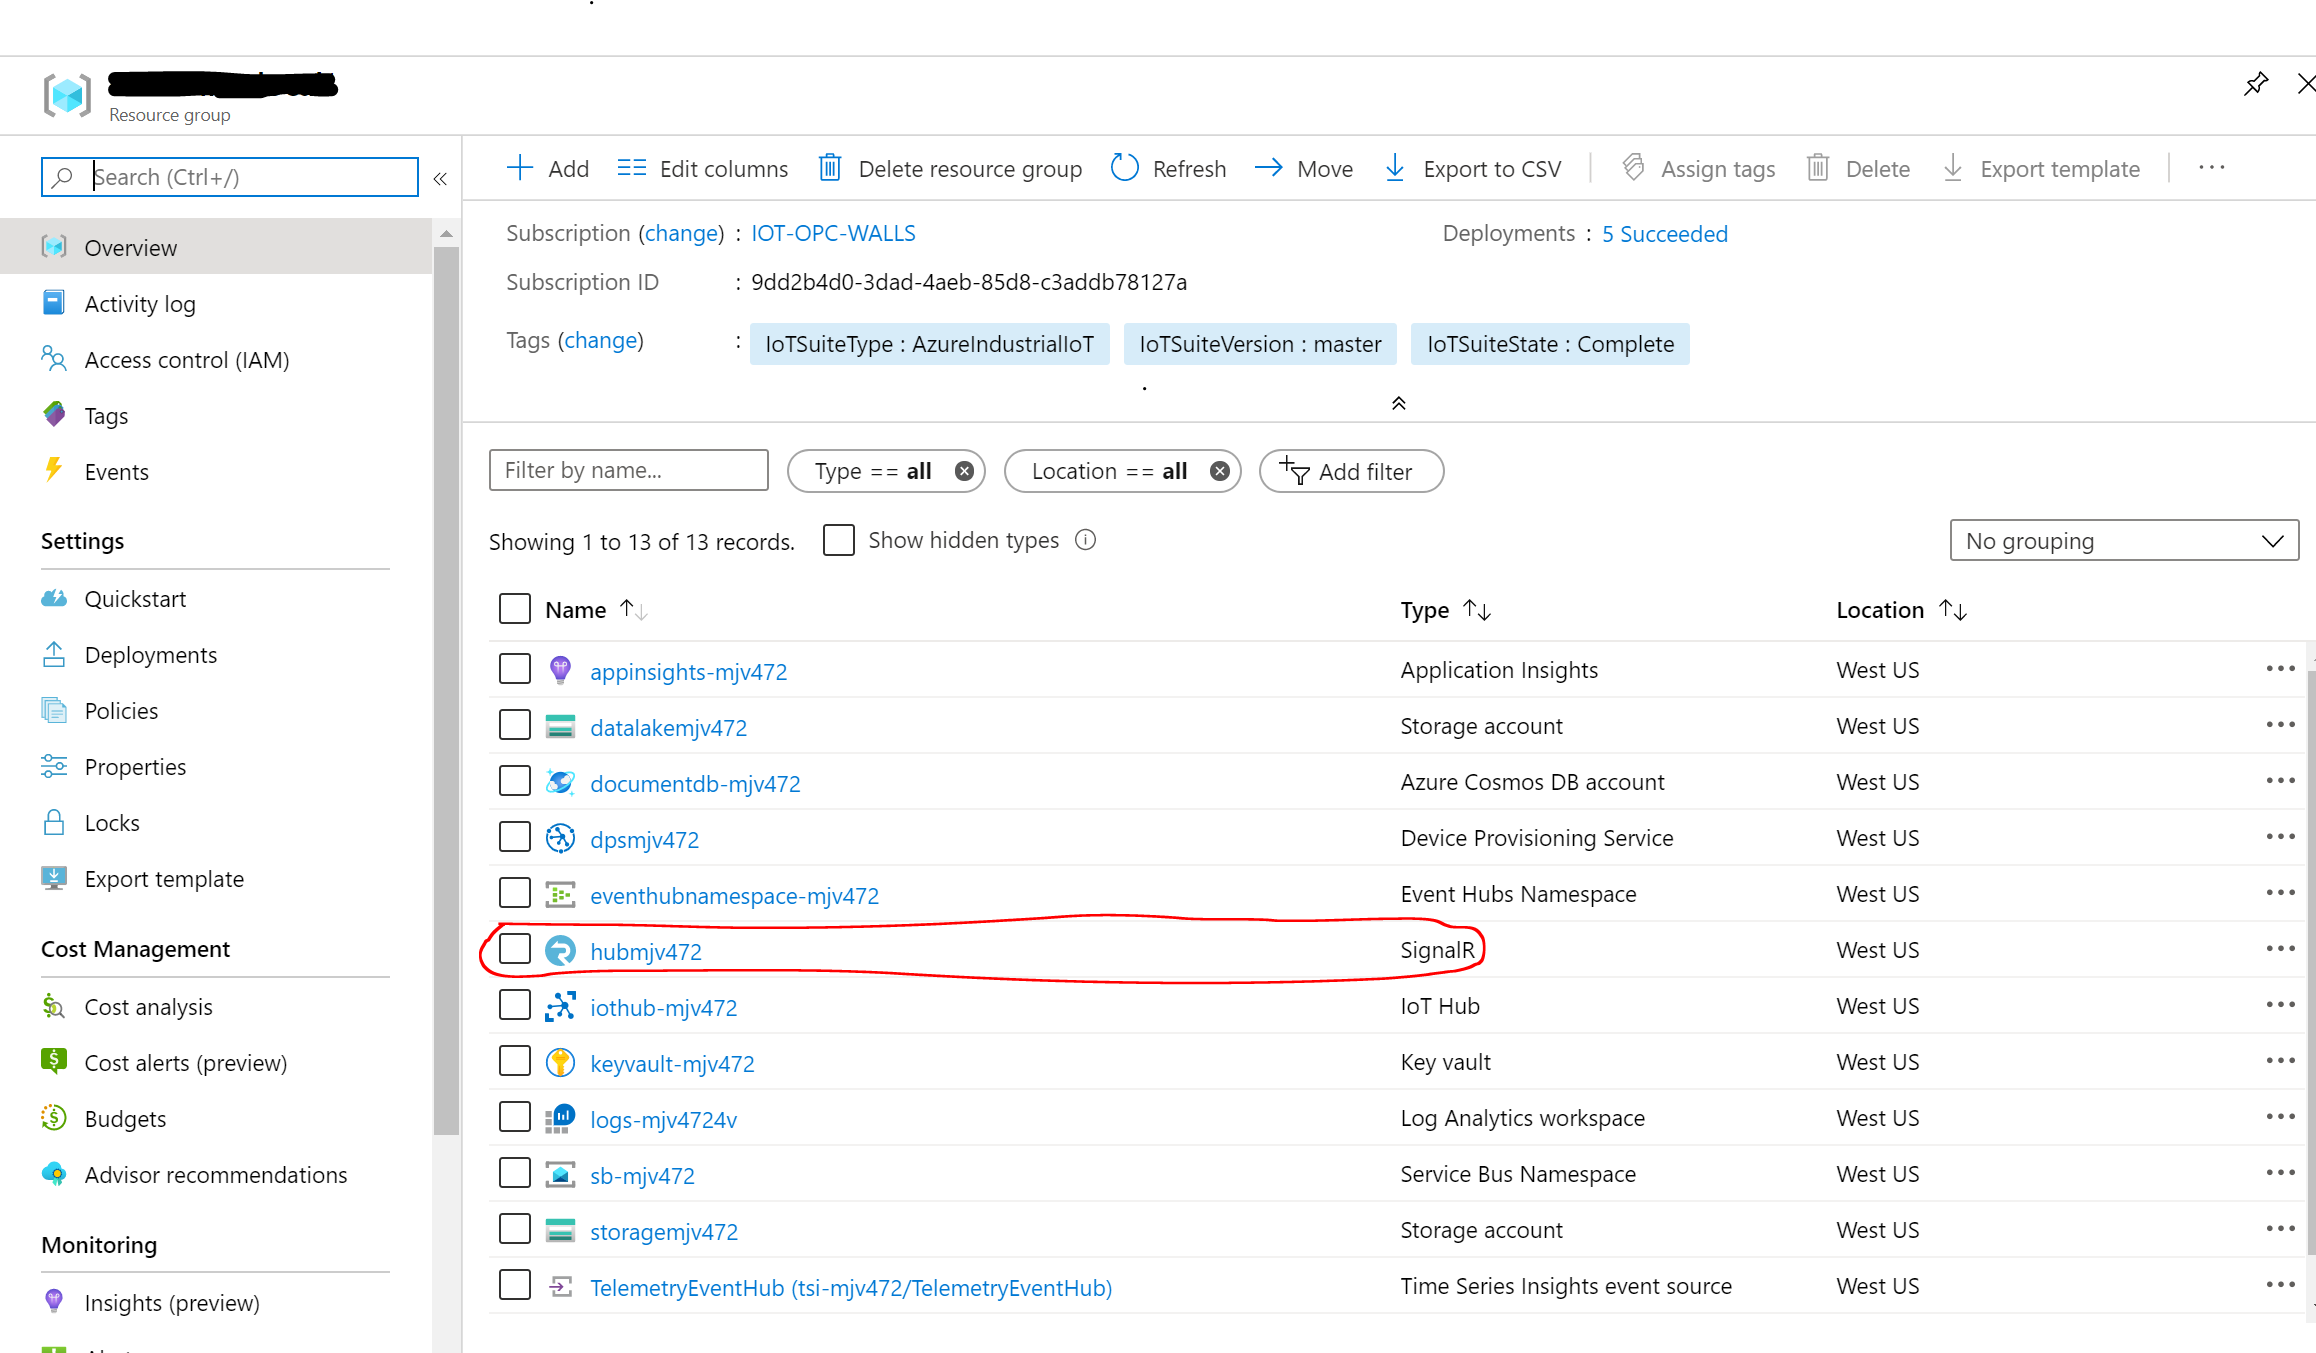 Resource group
Search (Ctrl+/)
«
Add
Edit columns
Delete resource group
Refresh
Move
Export to CSV
Assign tags
Delete
Export template
...
Overview
Activity log
Access control (IAM)
Tags
Events
Settings
Quickstart
Deployments
Policies
Properties
Locks
Export template
Cost Management
Cost analysis
Cost alerts (preview)
Budgets
Advisor recommendations
Monitoring
Insights (preview)
Subscription (change) : IOT-OPC-WALLS
Deployments : 5 Succeeded
Subscription ID : 9dd2b4d0-3dad-4aeb-85d8-c3addb78127a
Tags (change) : IoTSuiteType : AzureIndustrialIoT IoTSuiteVersion : master IoTSuiteState : Complete
Filter by name...
Type == all
Location == all
Add filter
Showing 1 to 13 of 13 records.
Show hidden types
No grouping
Name Type Location
appinsights-mjv472 Application Insights West US
datalakemjv472 Storage account West US
documentdb-mjv472 Azure Cosmos DB account West US
dpsmjv472 Device Provisioning Service West US
eventhubnamespace-mjv472 Event Hubs Namespace West US
hubmjv472 SignalR West US
iothub-mjv472 IoT Hub West US
keyvault-mjv472 Key vault West US
logs-mjv4724v Log Analytics workspace West US
sb-mjv472 Service Bus Namespace West US
storagemjv472 Storage account West US
TelemetryEventHub (tsi-mjv472/TelemetryEventHub) Time Series Insights event source West US